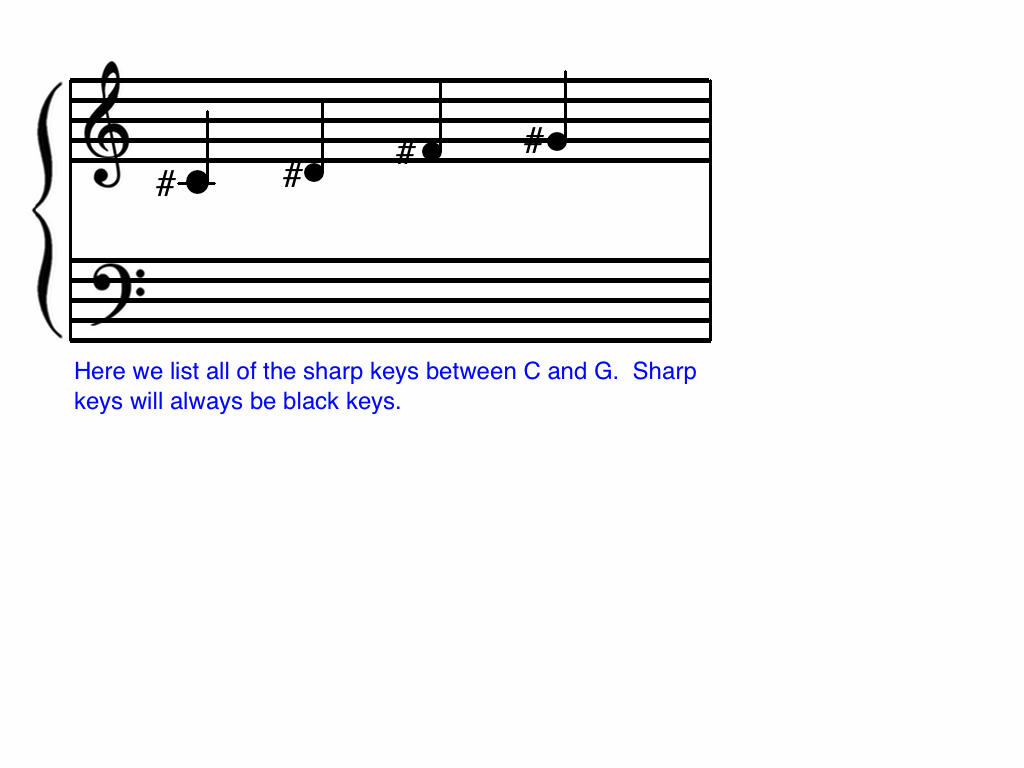 # # # #
Here we list all of the sharp keys between C and G.  Sharp
keys will always be black keys.